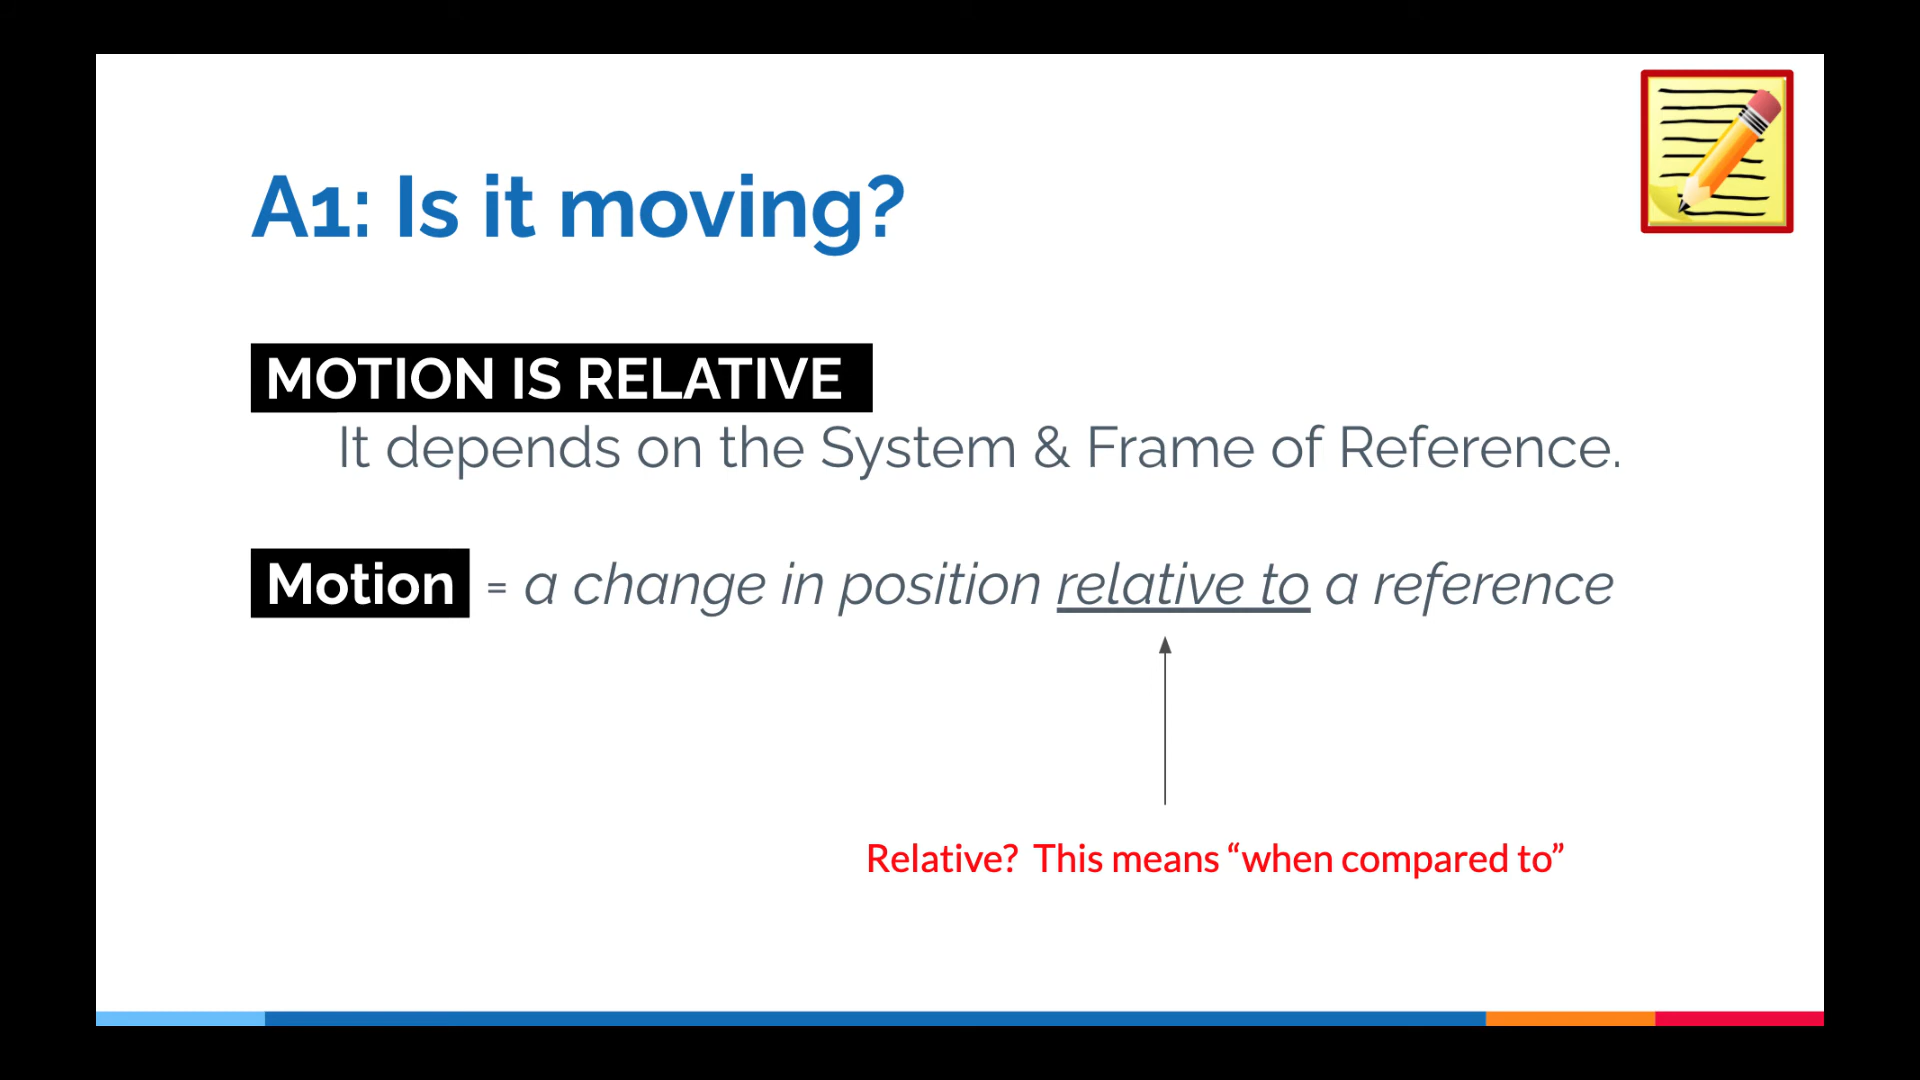 A1: Is it moving?
MOTION IS RELATIVE
It depends on the System & Frame of Reference.
Motion = a change in position relative to a reference
Relative?  This means “when compared to”